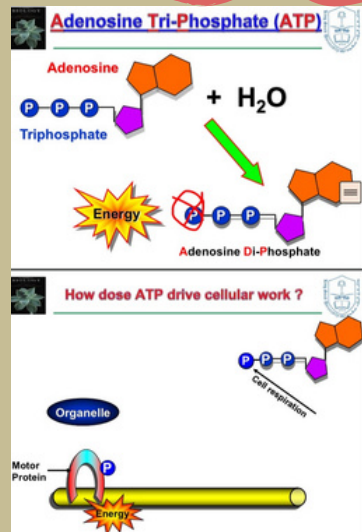 Adenosine Tri-Phosphate (ATP)
Adenosine
P P P
+ H₂O
Triphosphate
Energy
P P P
Adenosine Di-Phosphate
How dose ATP drive cellular work ?
P P P
Cell respiration
Organelle
Motor
Protein
P
Energy